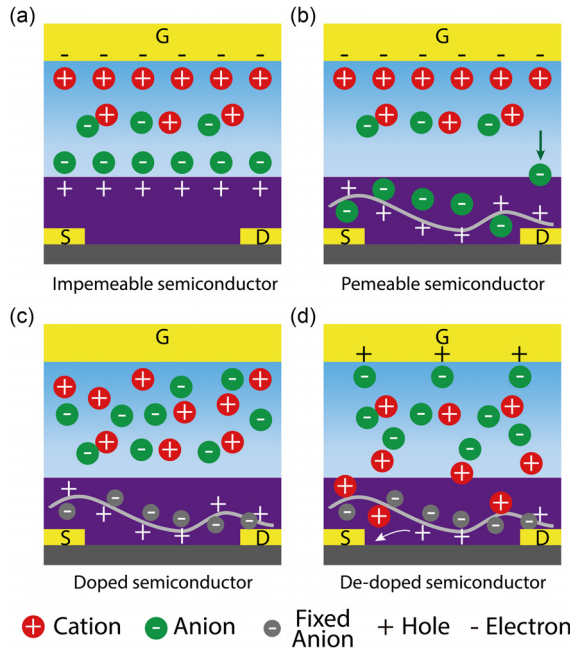 (a)
G
S
D
Impemeable semiconductor
(b)
G
S
D
Pemeable semiconductor
(c)
G
S
D
Doped semiconductor
(d)
G
S
D
De-doped semiconductor
+ Cation - Anion - Fixed Anion + Hole - Electron